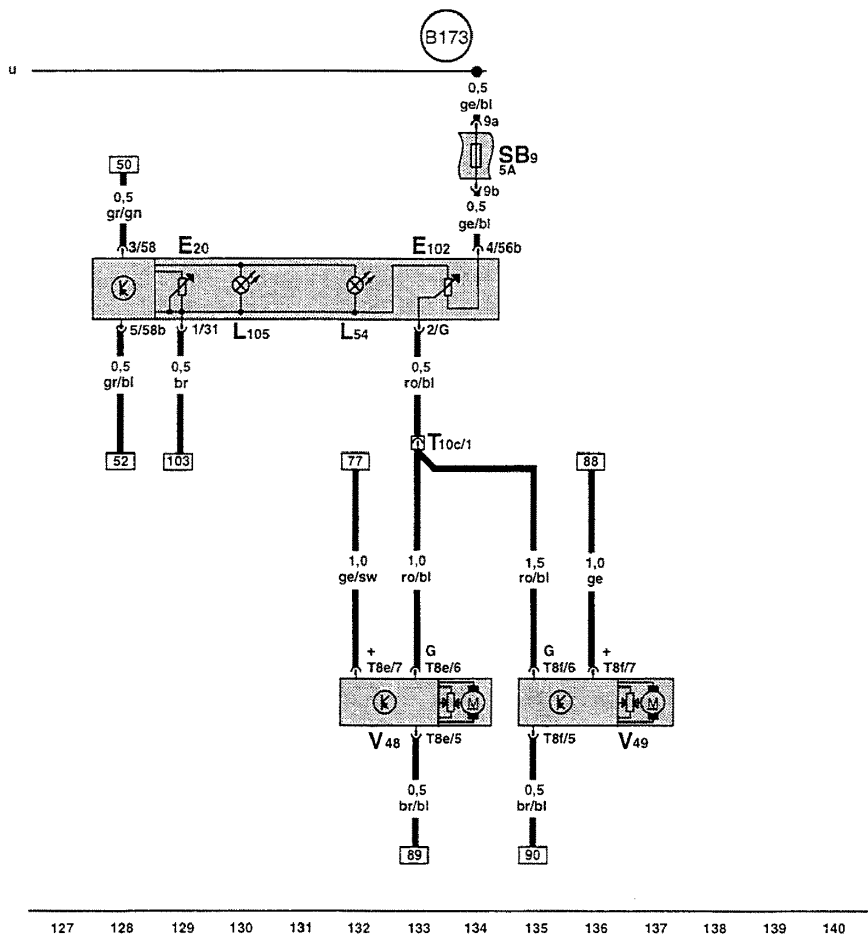 B173
u
0,5
ge/bl
9a
SB9
5A
9b
0,5
ge/bl
50
0,5
gr/gn
3/58
E20
E102
4/56b
5/58b
1/31
L105
L54
2/G
0,5
gr/bl
0,5
br
0,5
ro/bl
T10c/1
52
103
77
88
1,0
ge/sw
1,0
ro/bl
1,5
ro/bl
1,0
ge
+
G
G
+
T8e/7
T8e/6
T8f/6
T8f/7
M
M
V48
T8e/5
T8f/5
V49
0,5
br/bl
0,5
br/bl
89
90
127 128 129 130 131 132 133 134 135 136 137 138 139 140